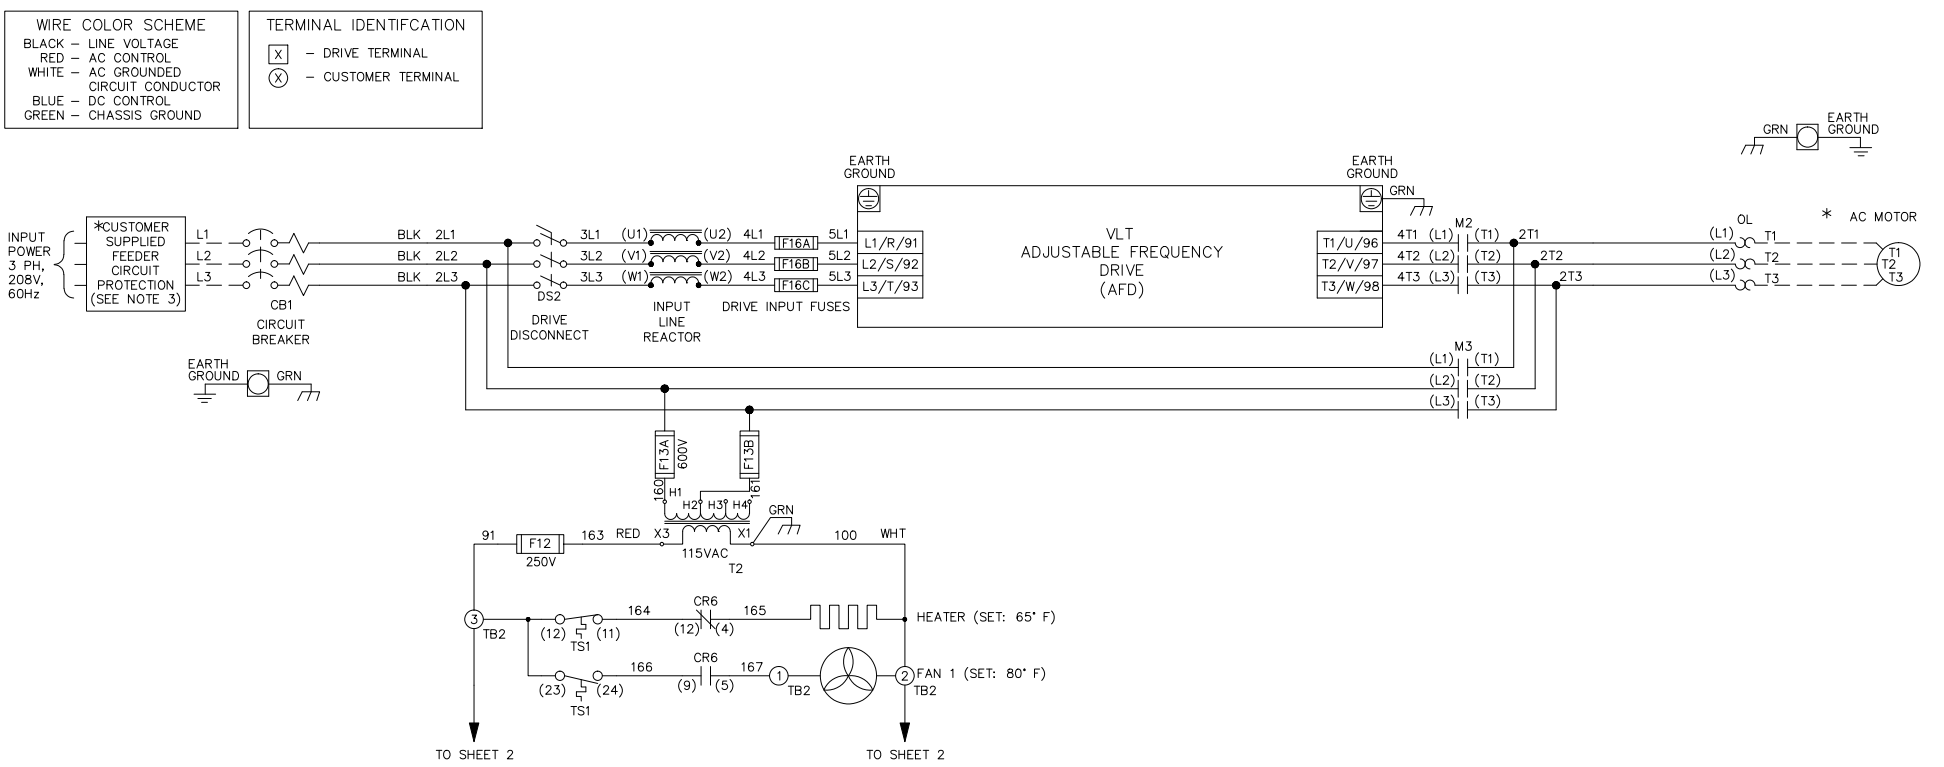 WIRE COLOR SCHEME
BLACK – LINE VOLTAGE
RED – AC CONTROL
WHITE – AC GROUNDED
CIRCUIT CONDUCTOR
BLUE – DC CONTROL
GREEN – CHASSIS GROUND
TERMINAL IDENTIFCATION
X – DRIVE TERMINAL
X – CUSTOMER TERMINAL
INPUT
POWER
3 PH,
208V,
60Hz
*CUSTOMER
SUPPLIED
FEEDER
CIRCUIT
PROTECTION
(SEE NOTE 3)
L1
L2
L3
CB1
CIRCUIT
BREAKER
EARTH
GROUND
GRN
BLK 2L1
BLK 2L2
BLK 2L3
DS2
DRIVE
DISCONNECT
3L1 (U1) (U2) 4L1 F16A 5L1
3L2 (V1) (V2) 4L2 F16B 5L2
3L3 (W1) (W2) 4L3 F16C 5L3
INPUT
LINE
REACTOR
DRIVE INPUT FUSES
EARTH
GROUND
L1/R/91
L2/S/92
L3/T/93
VLT
ADJUSTABLE FREQUENCY
DRIVE
(AFD)
EARTH
GROUND
GRN
T1/U/96
T2/V/97
T3/W/98
M2
4T1 (L1) (T1) 2T1
4T2 (L2) (T2) 2T2
4T3 (L3) (T3) 2T3
M3
(L1) (T1)
(L2) (T2)
(L3) (T3)
GRN
EARTH
GROUND
OL
(L1) T1
(L2) T2
(L3) T3
* AC MOTOR
T1
T2
T3
F13A
600V
F13B
160
161
H1
H2
H3
H4
GRN
91
F12
250V
163
RED
X3
X1
115VAC
T2
100
WHT
3
TB2
(12)
(11)
TS1
164
CR6
(12)
(4)
165
HEATER (SET: 65° F)
(23)
(24)
TS1
166
CR6
(9)
(5)
167
1
TB2
2
TB2
FAN 1 (SET: 80° F)
TO SHEET 2
TO SHEET 2